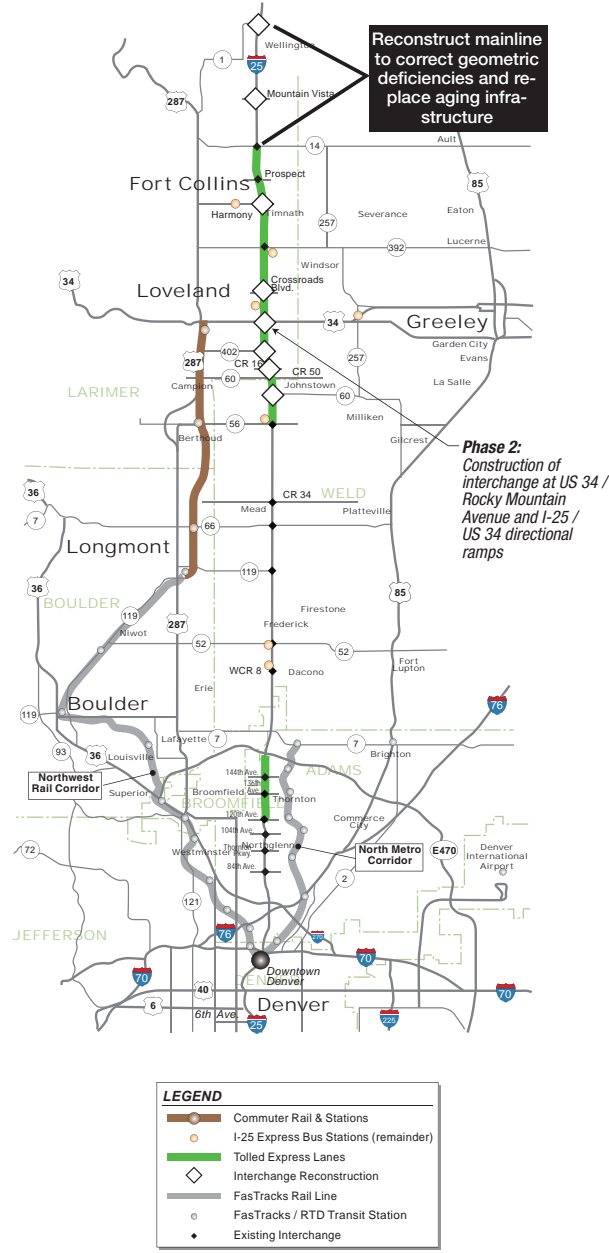 Wellington
1
25
Reconstruct mainline
to correct geometric
deficiencies and re-
place aging infra-
structure
287
Mountain Vista
14
Ault
Prospect
Fort Collins
85
Harmony
Timnath
Severance
Eaton
257
392
Lucerne
Windsor
34
Loveland
Crossroads
Blvd.
34
Greeley
Garden City
402
287
CR 16
257
Evans
CR 50
60
Campion
Johnstown
La Salle
LARIMER
60
Milliken
56
Berthoud
Gilcrest
Phase 2:
Construction of
interchange at US 34 /
Rocky Mountain
Avenue and I-25 /
US 34 directional
ramps
36
CR 34
WELD
Mead
Platteville
7
66
Longmont
119
36
85
BOULDER
Firestone
119
287
Frederick
Niwot
52
52
Fort
Lupton
WCR 8
Dacono
Erie
76
Boulder
119
Lafayette
7
7
93
36
Louisville
Brighton
Northwest
Rail Corridor
Superior
144th Ave.
136th
Ave.
ADAMS
Broomfield
Thornton
BROOMFIELD
120th Ave.
Commerce
City
104th Ave.
72
Westminster
Thornton
Pkwy.
Northglenn
North Metro
Corridor
E470
Denver
International
Airport
84th Ave.
2
121
JEFFERSON
76
270
70
70
Downtown
Denver
40
70
6
Denver
6th Ave.
25
225
LEGEND
Commuter Rail & Stations
I-25 Express Bus Stations (remainder)
Tolled Express Lanes
Interchange Reconstruction
FasTracks Rail Line
FasTracks / RTD Transit Station
Existing Interchange